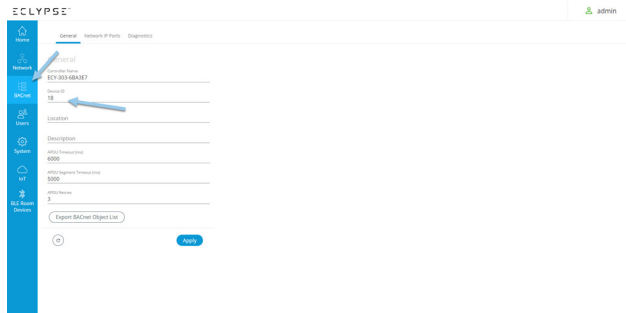 ECLYPSE™
admin
Home
Network
BACnet
Users
System
IoT
BLE Room
Devices
General Network IP Ports Diagnostics
General
Controller Name
ECY-303-6BA3E7
Device ID
18
Location
Description
APDU Timeout (ms)
6000
APDU Segment Timeout (ms)
5000
APDU Retries
3
Export BACnet Object List
Apply